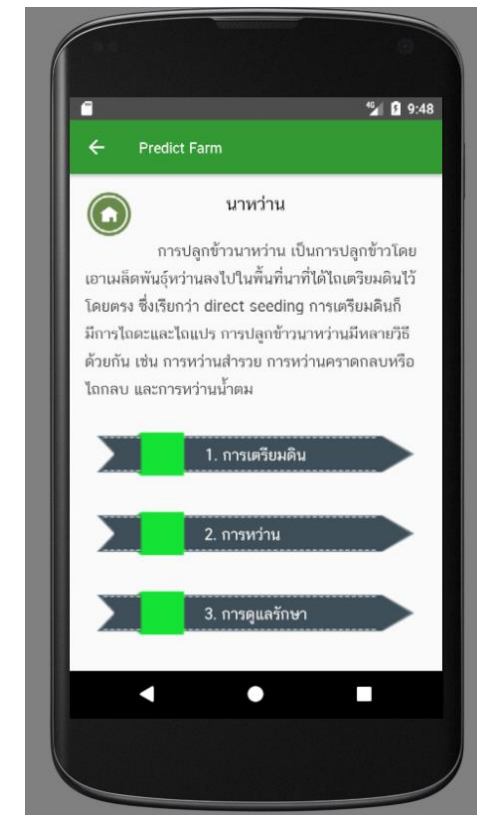 4G 9:48
Predict Farm
นาหว่าน
การปลูกข้าวนาหว่าน เป็นการปลูกข้าวโดย
เอาเมล็ดพันธุ์หว่านลงไปในพื้นที่นาที่ได้ไถเตรียมดินไว้
โดยตรง ซึ่งเรียกว่า direct seeding การเตรียมดินก็
มีการไถดะและไถแปร การปลูกข้าวนาหว่านมีหลายวิธี
ด้วยกัน เช่น การหว่านสำรวย การหว่านคราดกลบหรือ
ไถกลบ และการหว่านน้ำตม
1. การเตรียมดิน
2. การหว่าน
3. การดูแลรักษา